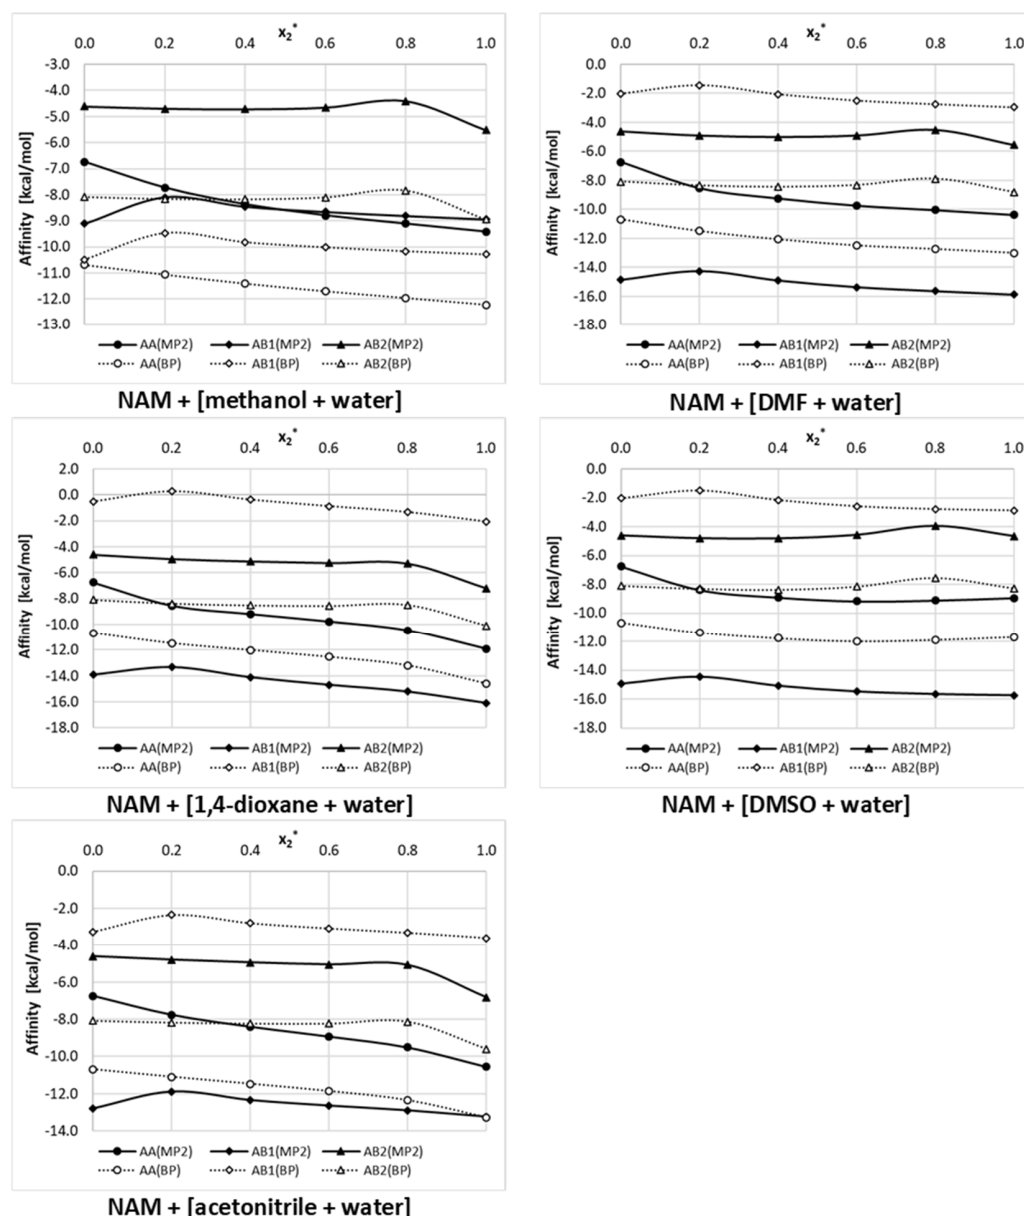 x2*
0.0 0.2 0.4 0.6 0.8 1.0
-3.0
-4.0
-5.0
-6.0
-7.0
-8.0
-9.0
-10.0
-11.0
-12.0
-13.0
Affinity [kcal/mol]
AA(MP2) AB1(MP2) AB2(MP2)
AA(BP) AB1(BP) AB2(BP)
NAM + [methanol + water]
x2*
0.0 0.2 0.4 0.6 0.8 1.0
0.0
-2.0
-4.0
-6.0
-8.0
-10.0
-12.0
-14.0
-16.0
-18.0
Affinity [kcal/mol]
AA(MP2) AB1(MP2) AB2(MP2)
AA(BP) AB1(BP) AB2(BP)
NAM + [DMF + water]
x2*
0.0 0.2 0.4 0.6 0.8 1.0
2.0
0.0
-2.0
-4.0
-6.0
-8.0
-10.0
-12.0
-14.0
-16.0
-18.0
Affinity [kcal/mol]
AA(MP2) AB1(MP2) AB2(MP2)
AA(BP) AB1(BP) AB2(BP)
NAM + [1,4-dioxane + water]
x2*
0.0 0.2 0.4 0.6 0.8 1.0
0.0
-2.0
-4.0
-6.0
-8.0
-10.0
-12.0
-14.0
-16.0
-18.0
Affinity [kcal/mol]
AA(MP2) AB1(MP2) AB2(MP2)
AA(BP) AB1(BP) AB2(BP)
NAM + [DMSO + water]
x2*
0.0 0.2 0.4 0.6 0.8 1.0
0.0
-2.0
-4.0
-6.0
-8.0
-10.0
-12.0
-14.0
Affinity [kcal/mol]
AA(MP2) AB1(MP2) AB2(MP2)
AA(BP) AB1(BP) AB2(BP)
NAM + [acetonitrile + water]